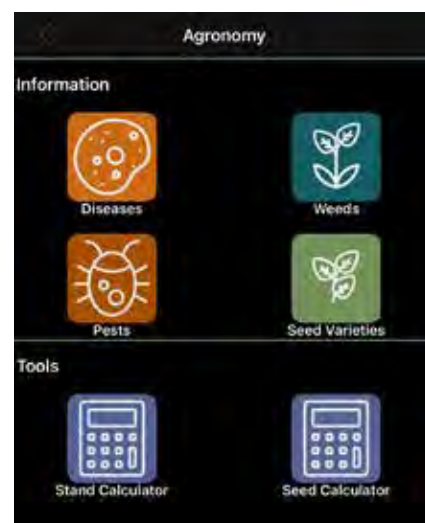 Agronomy
Information
Diseases
Weeds
Pests
Seed Varieties
Tools
Stand Calculator
Seed Calculator